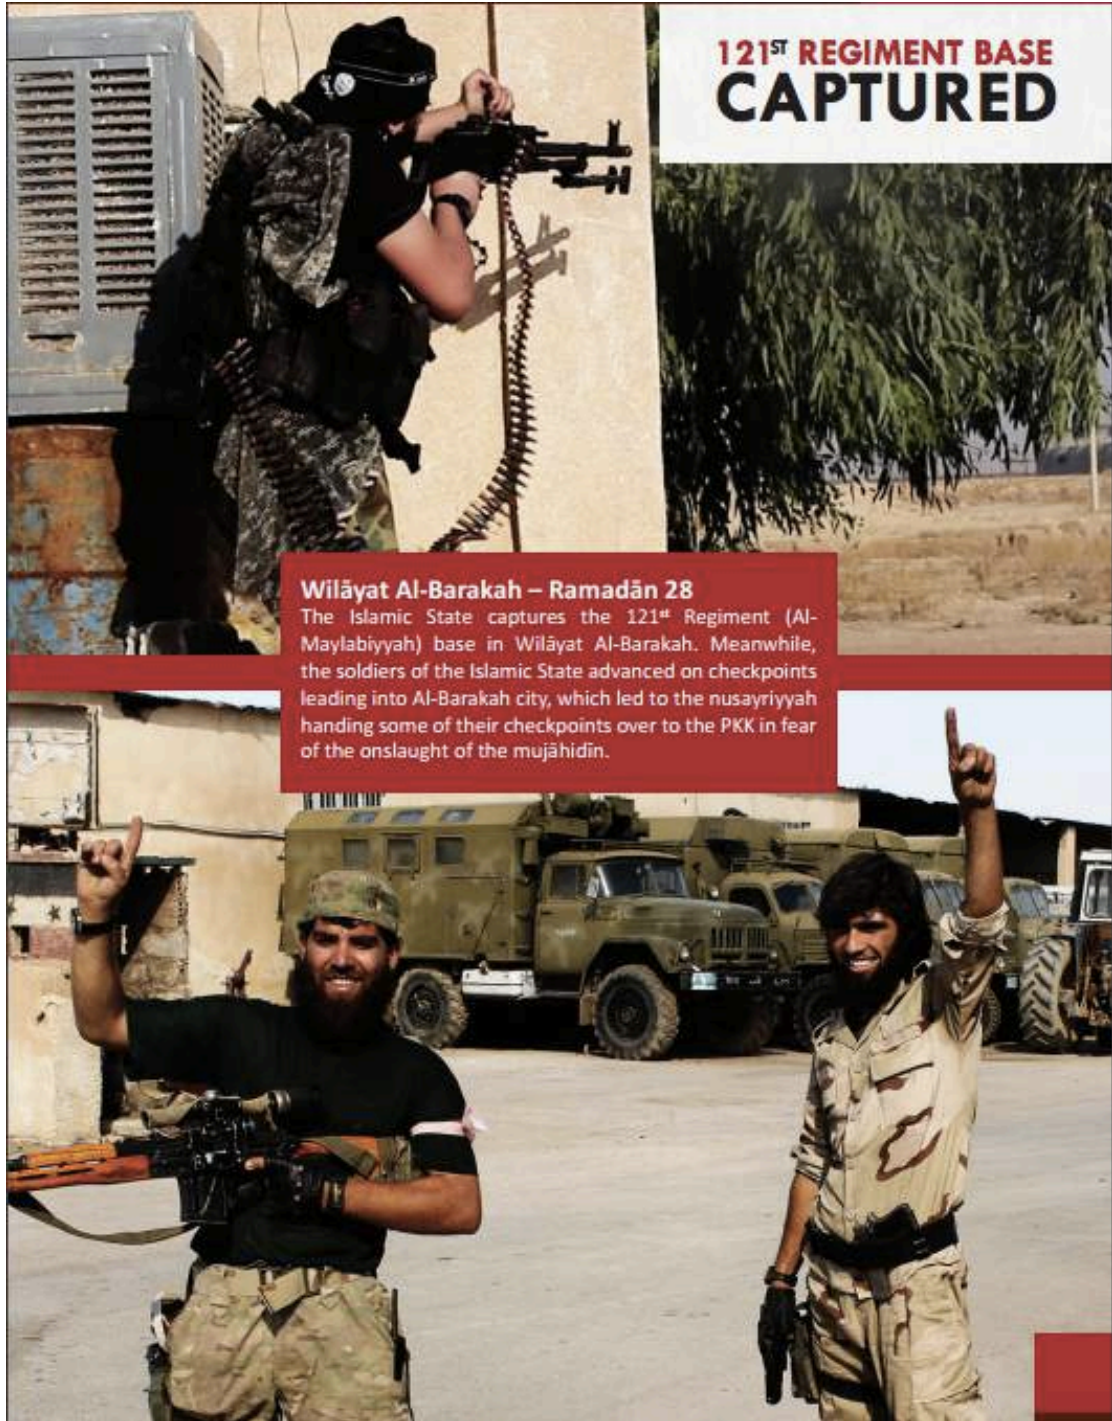 121ST REGIMENT BASE
CAPTURED
Wilāyat Al-Barakah – Ramadān 28
The Islamic State captures the 121st Regiment (Al-
Maylabiyyah) base in Wilāyat Al-Barakah. Meanwhile,
the soldiers of the Islamic State advanced on checkpoints
leading into Al-Barakah city, which led to the nusayriyyah
handing some of their checkpoints over to the PKK in fear
of the onslaught of the mujāhidīn.